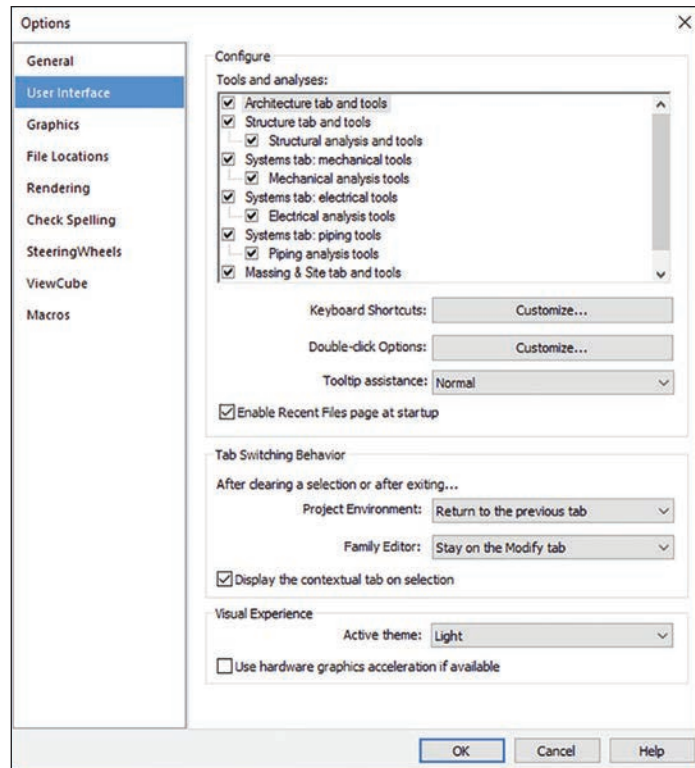 Options
General
User Interface
Graphics
File Locations
Rendering
Check Spelling
SteeringWheels
ViewCube
Macros
Configure
Tools and analyses:
Architecture tab and tools
Structure tab and tools
Structural analysis and tools
Systems tab: mechanical tools
Mechanical analysis tools
Systems tab: electrical tools
Electrical analysis tools
Systems tab: piping tools
Piping analysis tools
Massing & Site tab and tools
Keyboard Shortcuts: Customize...
Double-click Options: Customize...
Tooltip assistance: Normal
Enable Recent Files page at startup
Tab Switching Behavior
After clearing a selection or after exiting...
Project Environment: Return to the previous tab
Family Editor: Stay on the Modify tab
Display the contextual tab on selection
Visual Experience
Active theme: Light
Use hardware graphics acceleration if available
OK Cancel Help